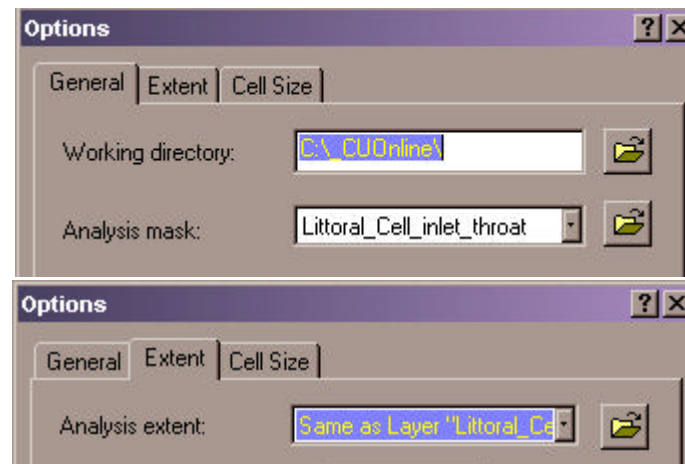 Options
General Extent Cell Size
Working directory: C:\_CUOnline\
Analysis mask: Littoral_Cell_inlet_throat
Options
General Extent Cell Size
Analysis extent: Same as Layer "Littoral_Ce